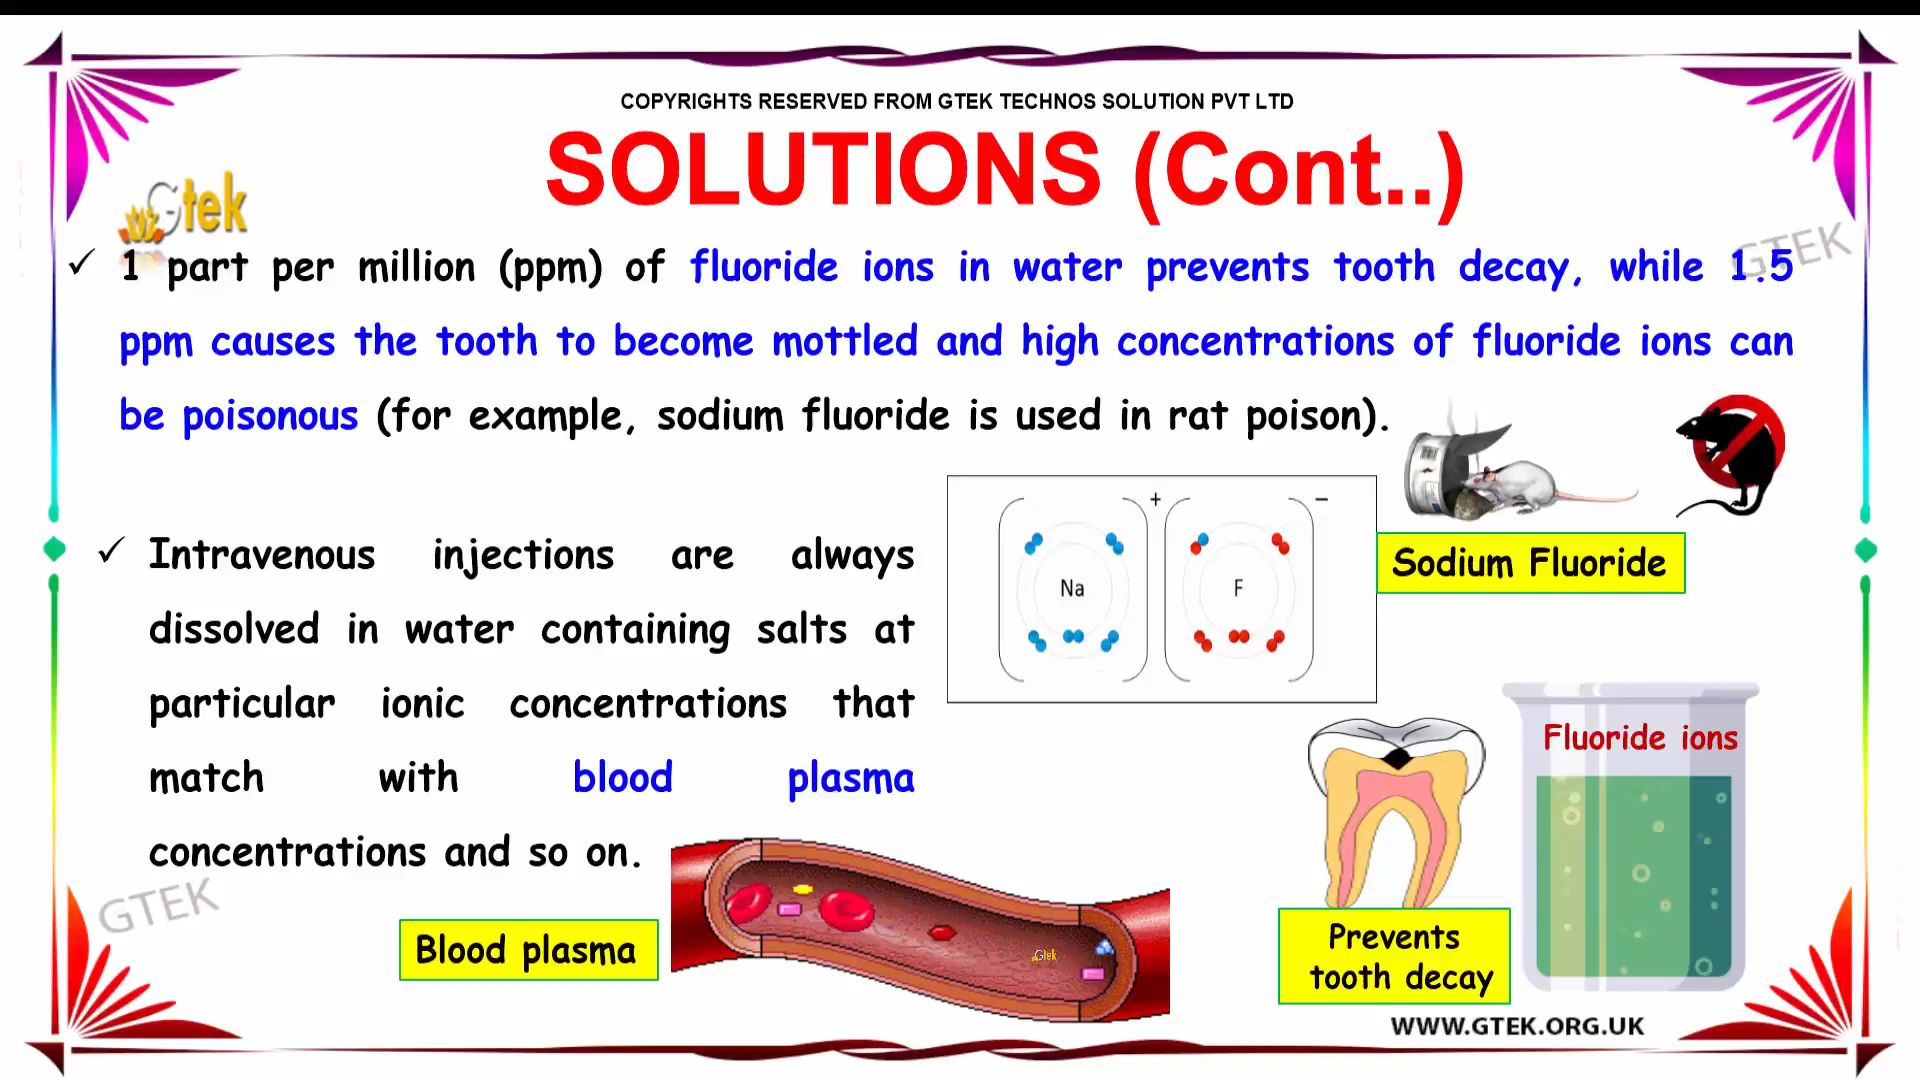 COPYRIGHTS RESERVED FROM GTEK TECHNOS SOLUTION PVT LTD
SOLUTIONS (Cont..)
Gtek
GTEK
✓ 1 part per million (ppm) of fluoride ions in water prevents tooth decay, while 1.5
ppm causes the tooth to become mottled and high concentrations of fluoride ions can
be poisonous (for example, sodium fluoride is used in rat poison).
+
−
Na
F
Sodium Fluoride
✓ Intravenous injections are always
dissolved in water containing salts at
particular ionic concentrations that
match with blood plasma
concentrations and so on.
Fluoride ions
GTEK
Blood plasma
Gtek
Prevents
tooth decay
WWW.GTEK.ORG.UK